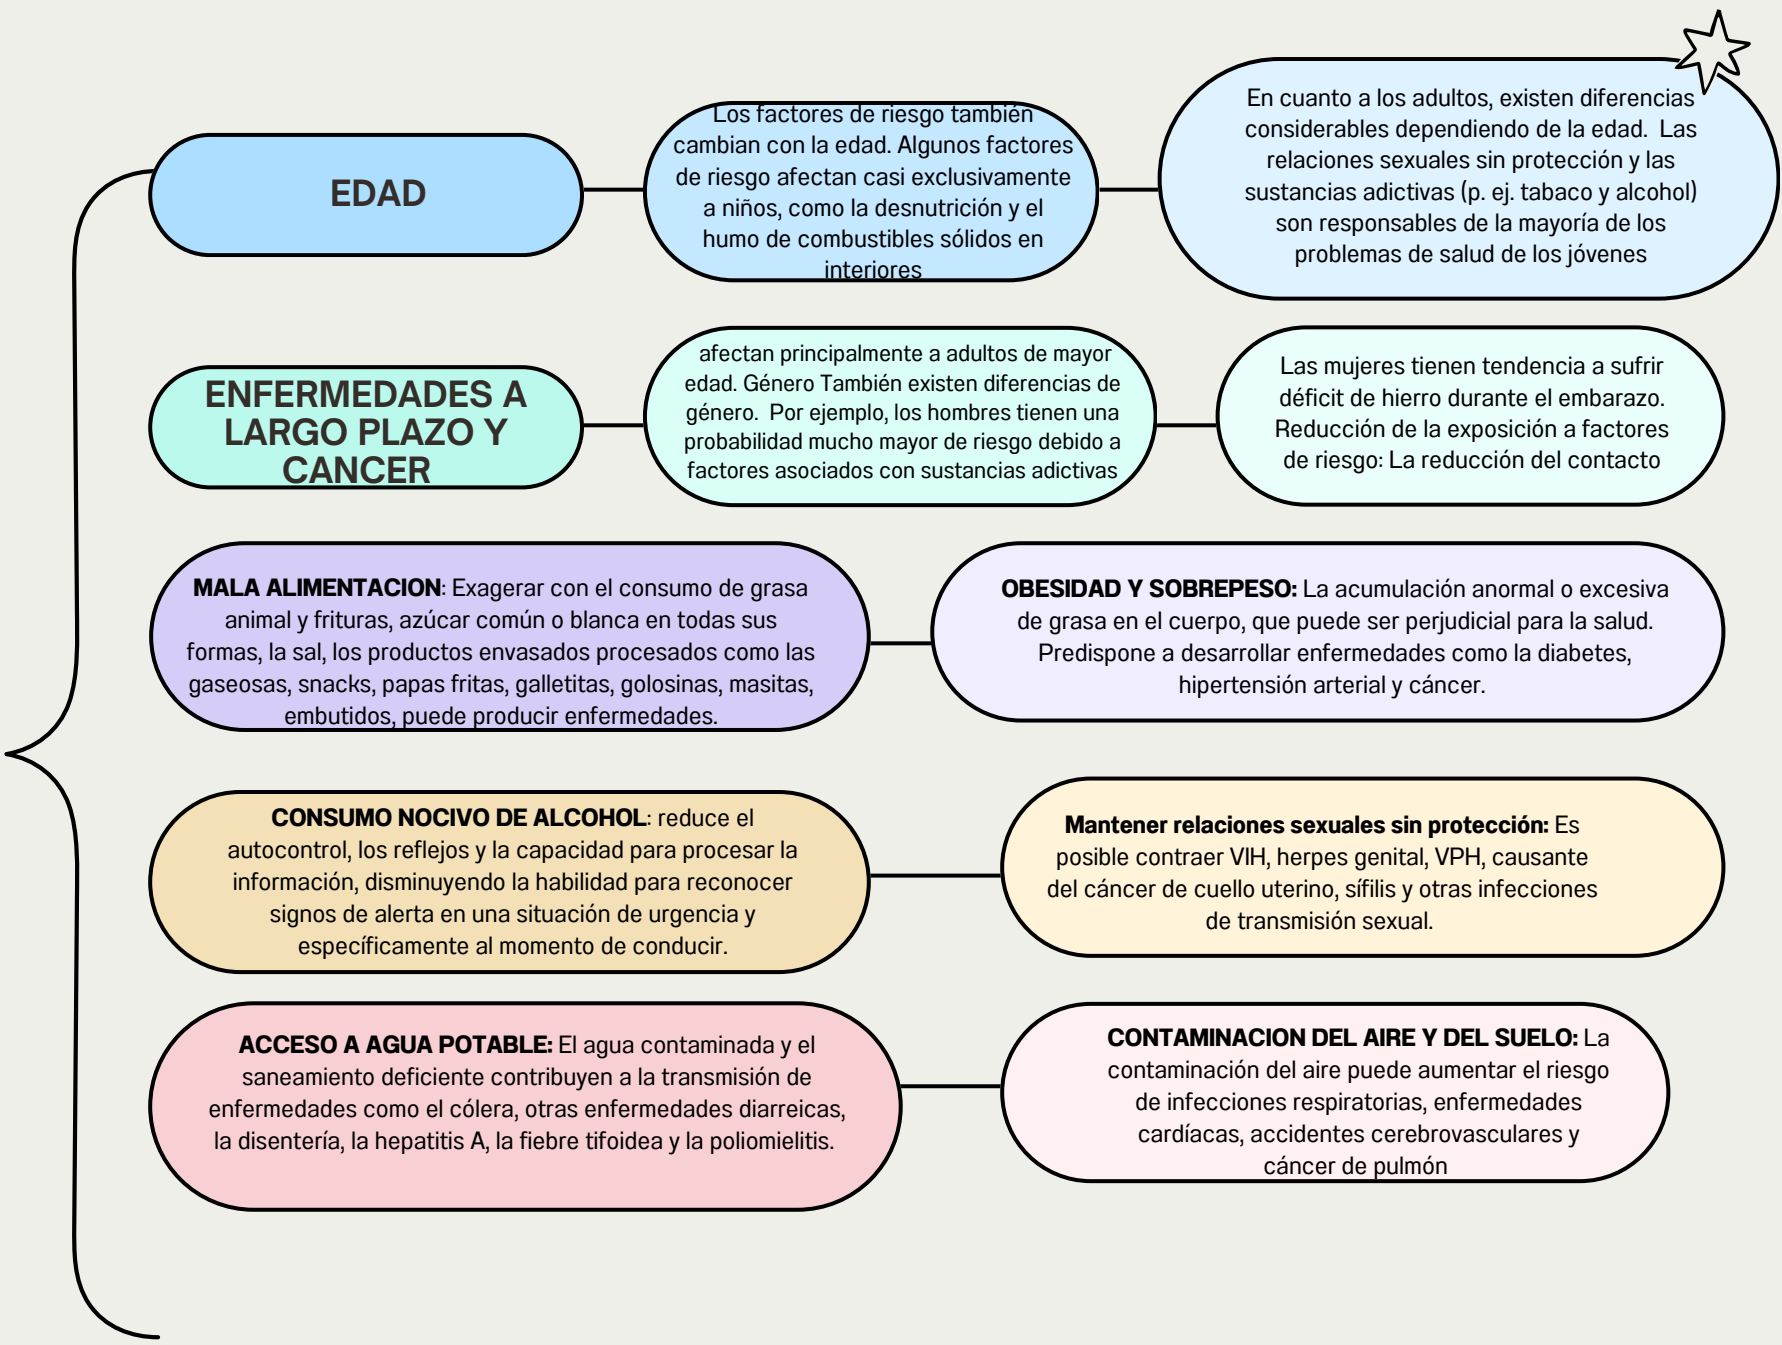 EDAD
Los factores de riesgo también
cambian con la edad. Algunos factores
de riesgo afectan casi exclusivamente
a niños, como la desnutrición y el
humo de combustibles sólidos en
interiores
En cuanto a los adultos, existen diferencias
considerables dependiendo de la edad.  Las
relaciones sexuales sin protección y las
sustancias adictivas (p. ej. tabaco y alcohol)
son responsables de la mayoría de los
problemas de salud de los jóvenes
ENFERMEDADES A
LARGO PLAZO Y
CANCER
afectan principalmente a adultos de mayor
edad. Género También existen diferencias de
género.  Por ejemplo, los hombres tienen una
probabilidad mucho mayor de riesgo debido a
factores asociados con sustancias adictivas
Las mujeres tienen tendencia a sufrir
déficit de hierro durante el embarazo.
Reducción de la exposición a factores
de riesgo: La reducción del contacto
MALA ALIMENTACION: Exagerar con el consumo de grasa
animal y frituras, azúcar común o blanca en todas sus
formas, la sal, los productos envasados procesados como las
gaseosas, snacks, papas fritas, galletitas, golosinas, masitas,
embutidos, puede producir enfermedades.
OBESIDAD Y SOBREPESO: La acumulación anormal o excesiva
de grasa en el cuerpo, que puede ser perjudicial para la salud.
Predispone a desarrollar enfermedades como la diabetes,
hipertensión arterial y cáncer.
CONSUMO NOCIVO DE ALCOHOL: reduce el
autocontrol, los reflejos y la capacidad para procesar la
información, disminuyendo la habilidad para reconocer
signos de alerta en una situación de urgencia y
específicamente al momento de conducir.
Mantener relaciones sexuales sin protección: Es
posible contraer VIH, herpes genital, VPH, causante
del cáncer de cuello uterino, sífilis y otras infecciones
de transmisión sexual.
ACCESO A AGUA POTABLE: El agua contaminada y el
saneamiento deficiente contribuyen a la transmisión de
enfermedades como el cólera, otras enfermedades diarreicas,
la disentería, la hepatitis A, la fiebre tifoidea y la poliomielitis.
CONTAMINACION DEL AIRE Y DEL SUELO: La
contaminación del aire puede aumentar el riesgo
de infecciones respiratorias, enfermedades
cardíacas, accidentes cerebrovasculares y
cáncer de pulmón